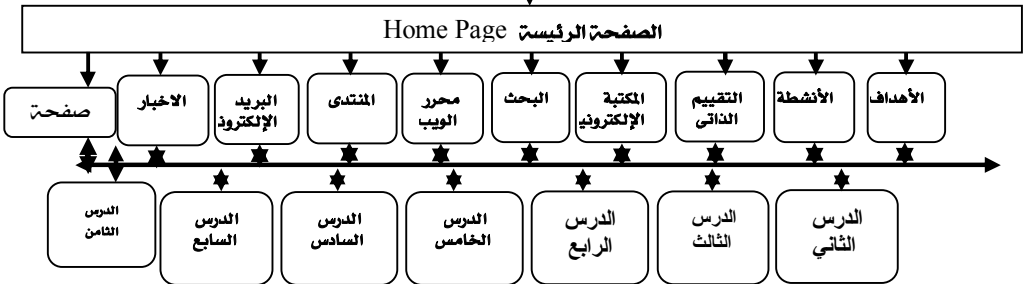 الصفحة الرئيسة Home Page
الأهداف
الأنشطة
التقييم
الذاتى
المكتبة
الإلكتروني
البحث
محرر
الويب
المنتدى
البريد
الإلكترون
الاخبار
صفحة
الدرس
الثاني
الدرس
الثالث
الدرس
الرابع
الدرس
الخامس
الدرس
السادس
الدرس
السابع
الدرس
الثامن